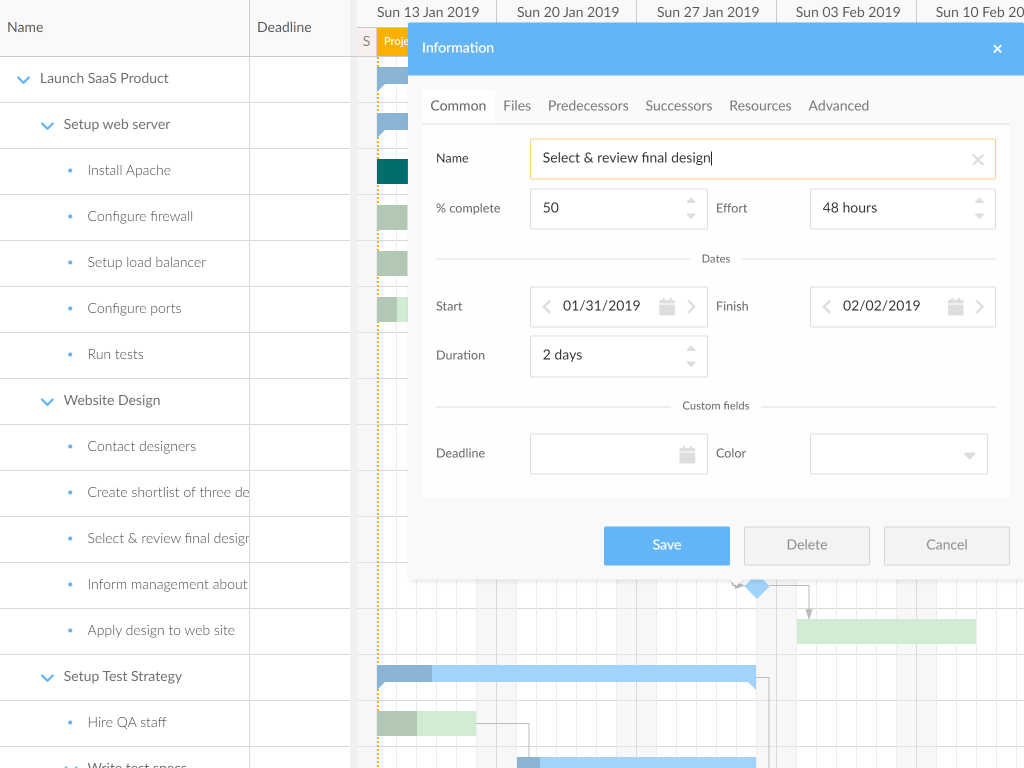 Sun 13 Jan 2019 Sun 20 Jan 2019 Sun 27 Jan 2019 Sun 03 Feb 2019 Sun 10 Feb 20
Name Deadline
S Proje
Information
Launch SaaS Product
Common Files Predecessors Successors Resources Advanced
Setup web server
Name Select & review final design
Install Apache
% complete 50 Effort 48 hours
Configure firewall
Dates
Setup load balancer
Start 01/31/2019 Finish 02/02/2019
Configure ports
Duration 2 days
Run tests
Website Design
Custom fields
Contact designers
Deadline Color
Create shortlist of three de
Select & review final design
Save Delete Cancel
Inform management about
Apply design to web site
Setup Test Strategy
Hire QA staff
Write test specs